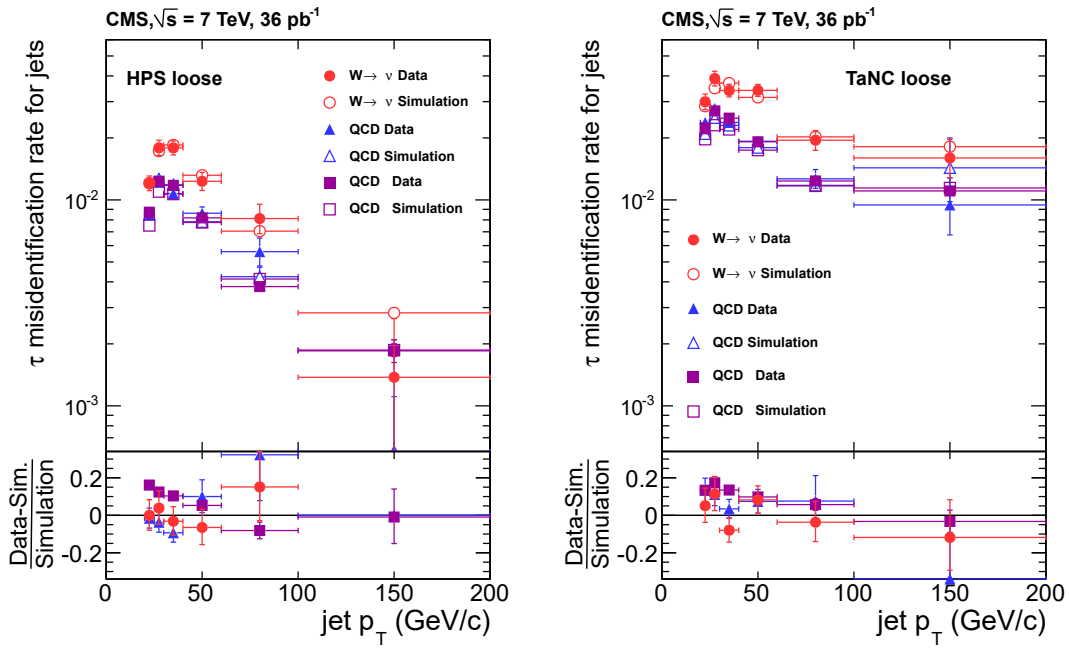 CMS,√s = 7 TeV, 36 pb⁻¹
τ misidentification rate for jets
HPS loose
W→ ν Data
W→ ν Simulation
QCD Data
QCD Simulation
QCD Data
QCD Simulation
10⁻²
10⁻³
Data-Sim.
Simulation
0.2
0
-0.2
0 50 100 150 200
jet p_T (GeV/c)
CMS,√s = 7 TeV, 36 pb⁻¹
τ misidentification rate for jets
TaNC loose
10⁻²
W→ ν Data
W→ ν Simulation
QCD Data
QCD Simulation
QCD Data
QCD Simulation
10⁻³
Data-Sim.
Simulation
0.2
0
-0.2
0 50 100 150 200
jet p_T (GeV/c)